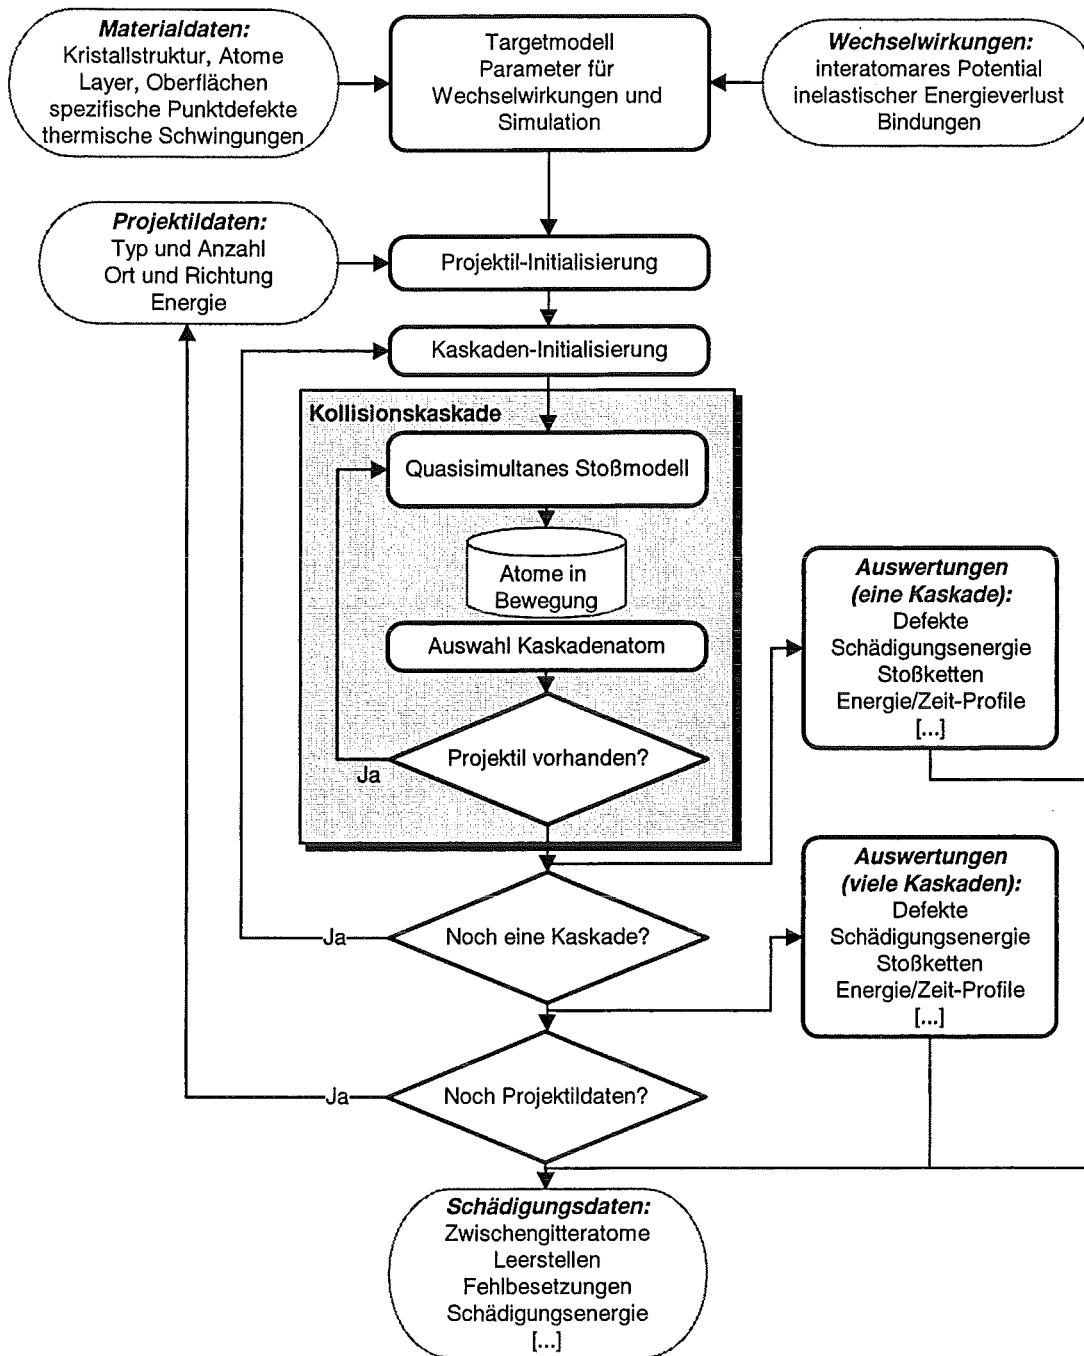 Materialdaten:
Kristallstruktur, Atome
Layer, Oberflächen
spezifische Punktdefekte
thermische Schwingungen
Targetmodell
Parameter für
Wechselwirkungen und
Simulation
Wechselwirkungen:
interatomares Potential
inelastischer Energieverlust
Bindungen
Projektildaten:
Typ und Anzahl
Ort und Richtung
Energie
Projektil-Initialisierung
Kaskaden-Initialisierung
Kollisionskaskade
Quasisimultanes Stoßmodell
Atome in
Bewegung
Auswahl Kaskadenatom
Projektil vorhanden?
Ja
Auswertungen
(eine Kaskade):
Defekte
Schädigungsenergie
Stoßketten
Energie/Zeit-Profile
[...]
Noch eine Kaskade?
Ja
Auswertungen
(viele Kaskaden):
Defekte
Schädigungsenergie
Stoßketten
Energie/Zeit-Profile
[...]
Noch Projektildaten?
Ja
Schädigungsdaten:
Zwischengitteratome
Leerstellen
Fehlbesetzungen
Schädigungsenergie
[...]